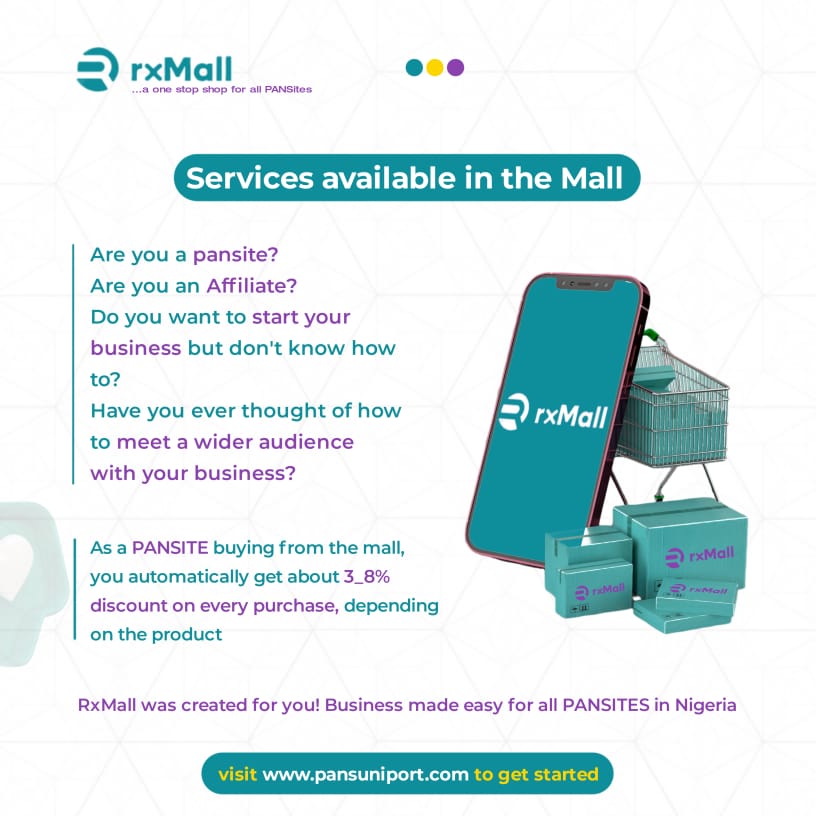 rxMall
...a one stop shop for all PANSites
Services available in the Mall
Are you a pansite?
Are you an Affiliate?
Do you want to start your
business but don't know how
to?
Have you ever thought of how
to meet a wider audience
with your business?
As a PANSITE buying from the mall,
you automatically get about 3_8%
discount on every purchase, depending
on the product
rxMall
rxMall
rxMall
rxMall
RxMall was created for you! Business made easy for all PANSITES in Nigeria
visit www.pansuniport.com to get started